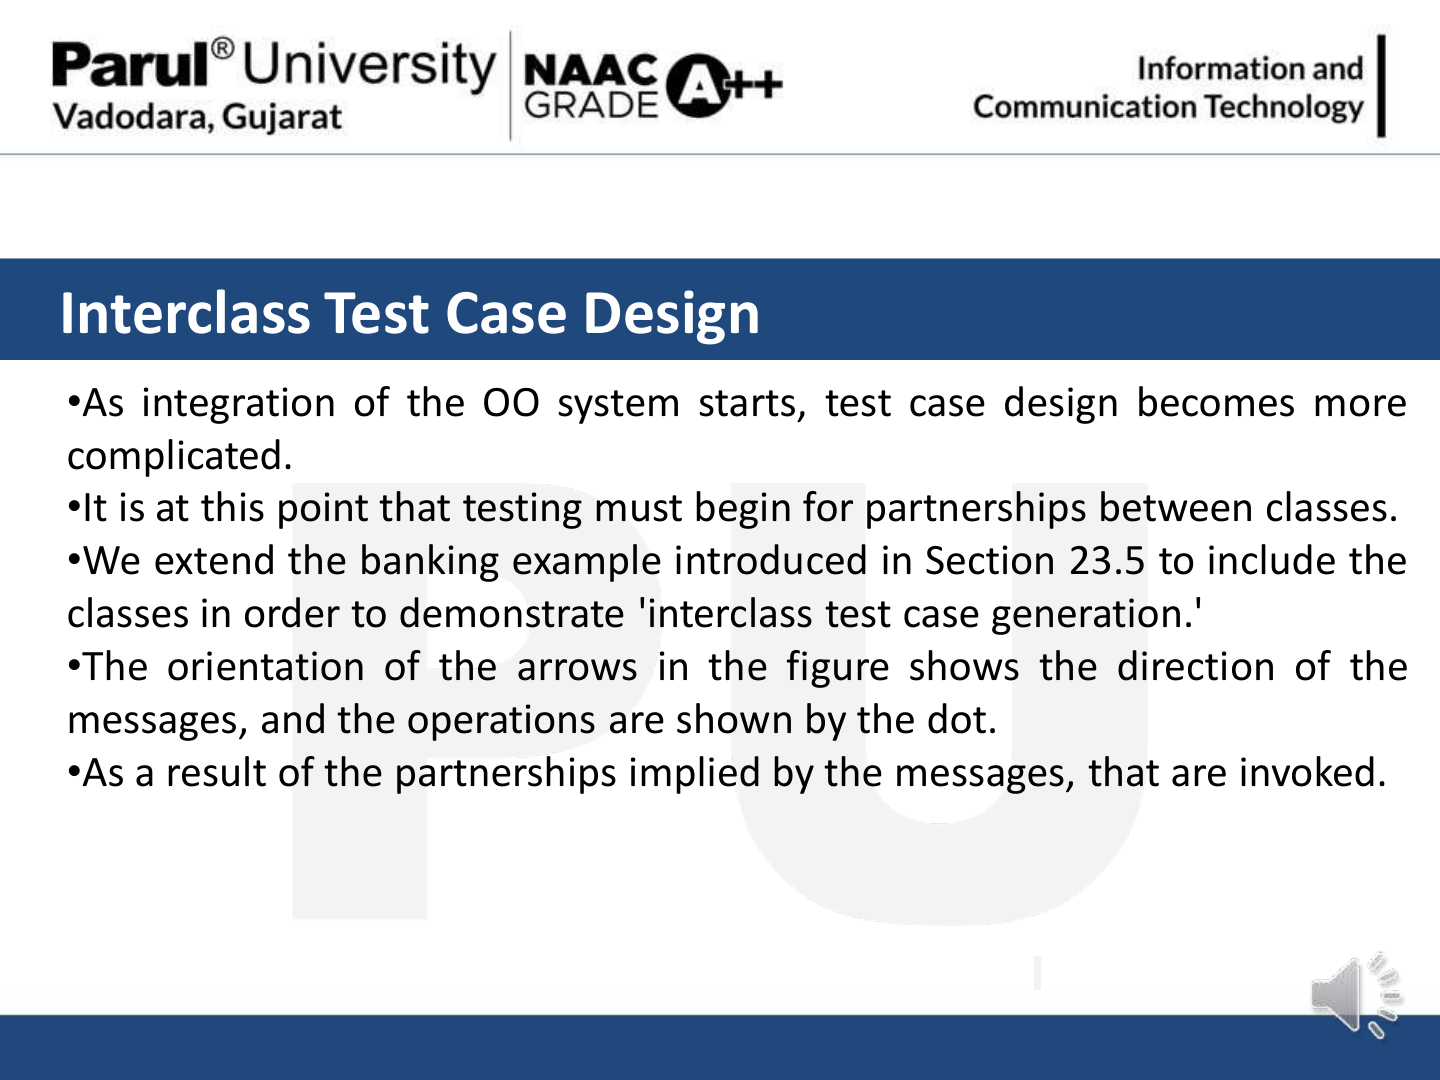 Parul® University
Vadodara, Gujarat
NAAC
GRADE A++
Information and
Communication Technology
Interclass Test Case Design
•As integration of the OO system starts, test case design becomes more
complicated.
•It is at this point that testing must begin for partnerships between classes.
•We extend the banking example introduced in Section 23.5 to include the
classes in order to demonstrate 'interclass test case generation.'
•The orientation of the arrows in the figure shows the direction of the
messages, and the operations are shown by the dot.
•As a result of the partnerships implied by the messages, that are invoked.
PU